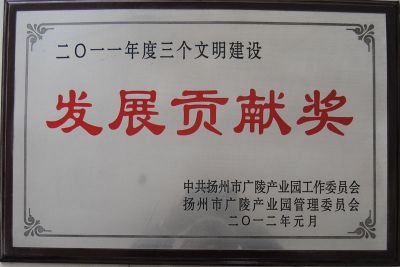 二〇一一年度三个文明建设
发展贡献奖
中共扬州市广陵产业园工作委员会
扬州市广陵产业园管理委员会
二〇一二年元月